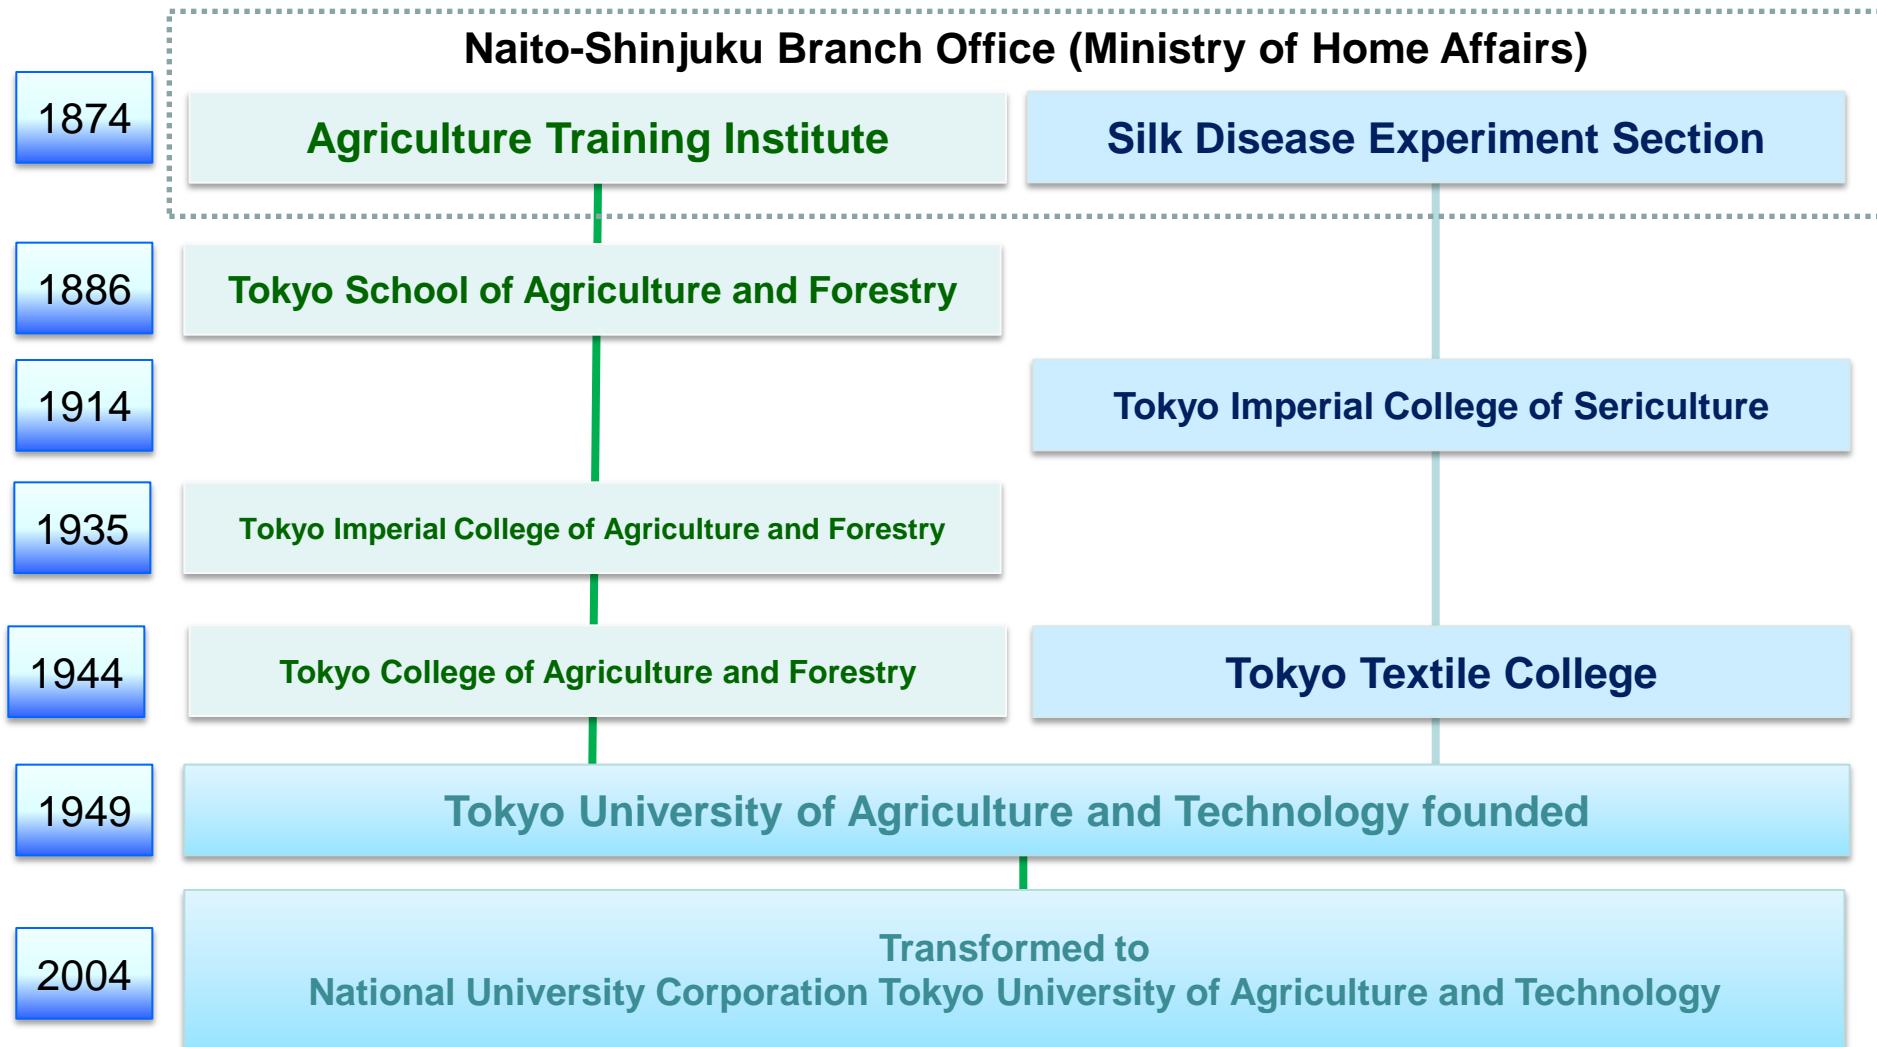 Naito-Shinjuku Branch Office (Ministry of Home Affairs)
1874
Agriculture Training Institute
Silk Disease Experiment Section
1886
Tokyo School of Agriculture and Forestry
1914
Tokyo Imperial College of Sericulture
1935
Tokyo Imperial College of Agriculture and Forestry
1944
Tokyo College of Agriculture and Forestry
Tokyo Textile College
1949
Tokyo University of Agriculture and Technology founded
2004
Transformed to
National University Corporation Tokyo University of Agriculture and Technology